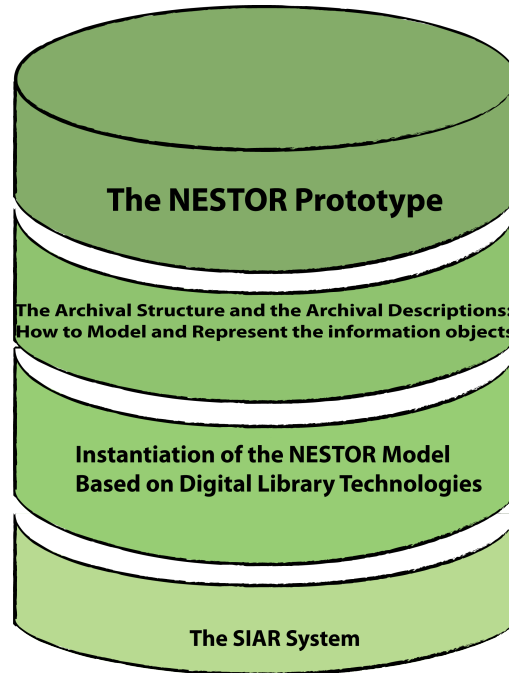 The NESTOR Prototype
The Archival Structure and the Archival Descriptions:
How to Model and Represent the information objects
Instantiation of the NESTOR Model
Based on Digital Library Technologies
The SIAR System